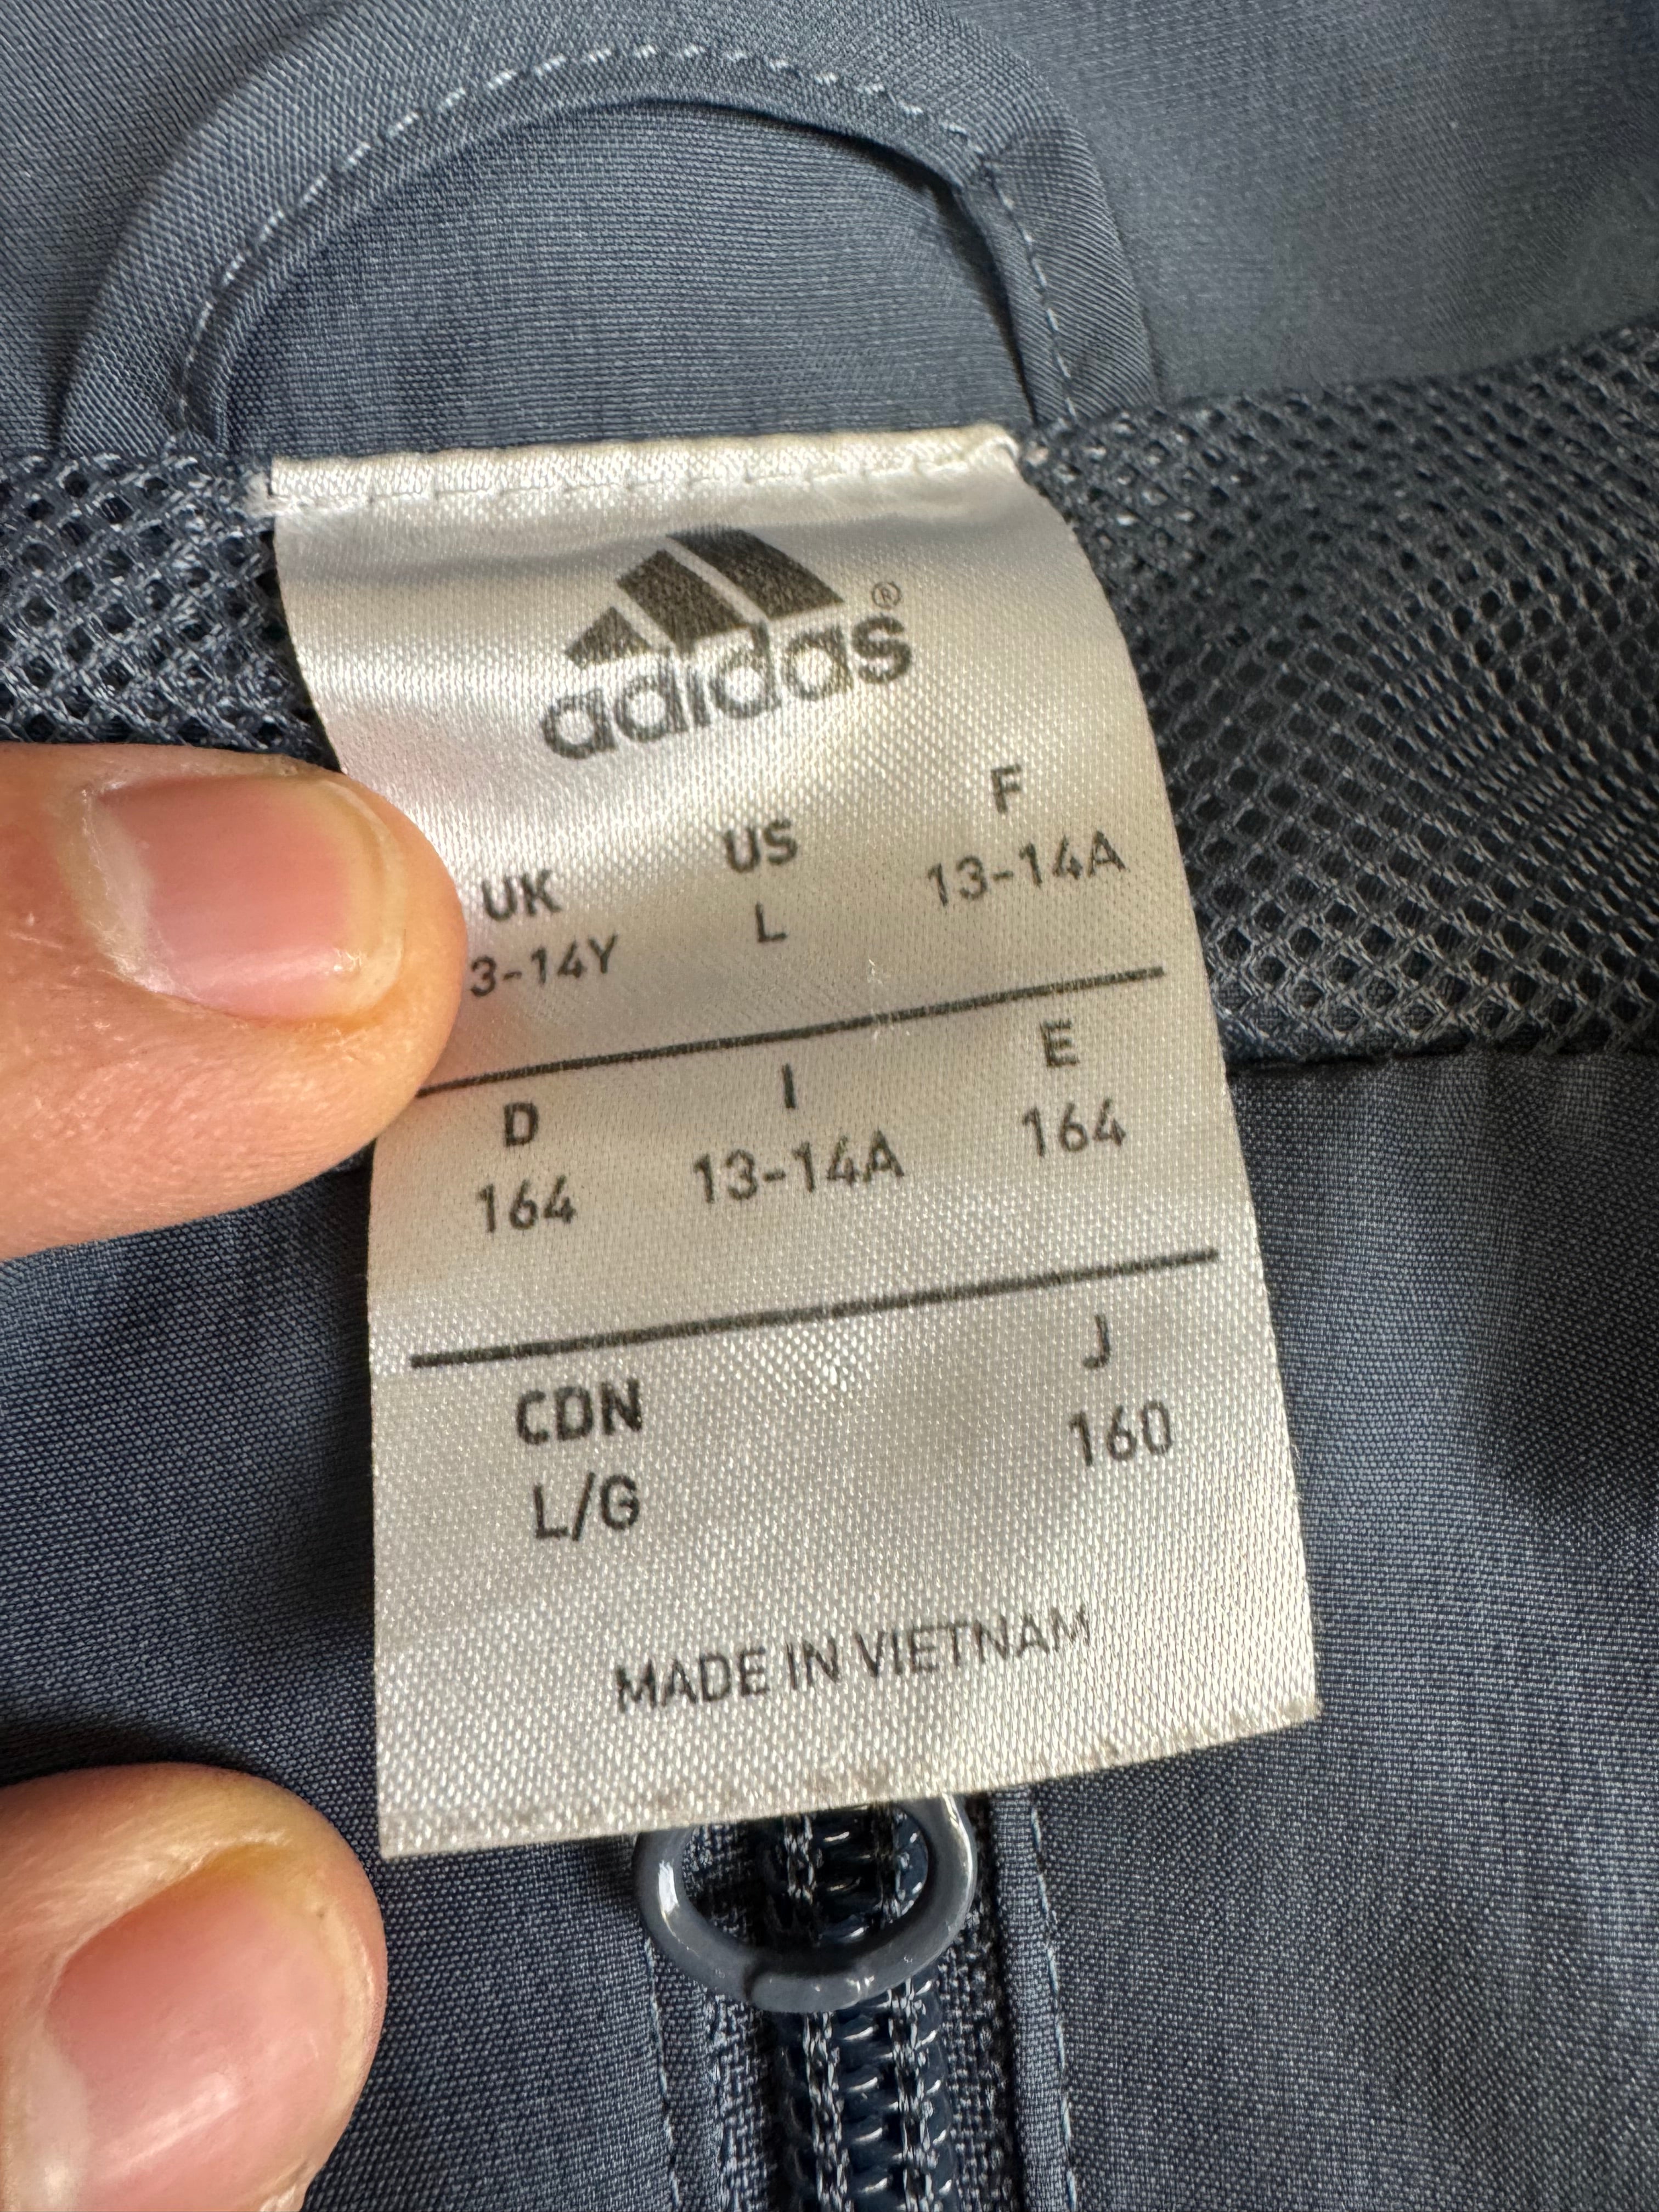 adidas®
UK US F
3-14Y L 13-14A
D I E
164 13-14A 164
CDN J
L/G 160
MADE IN VIETNAM